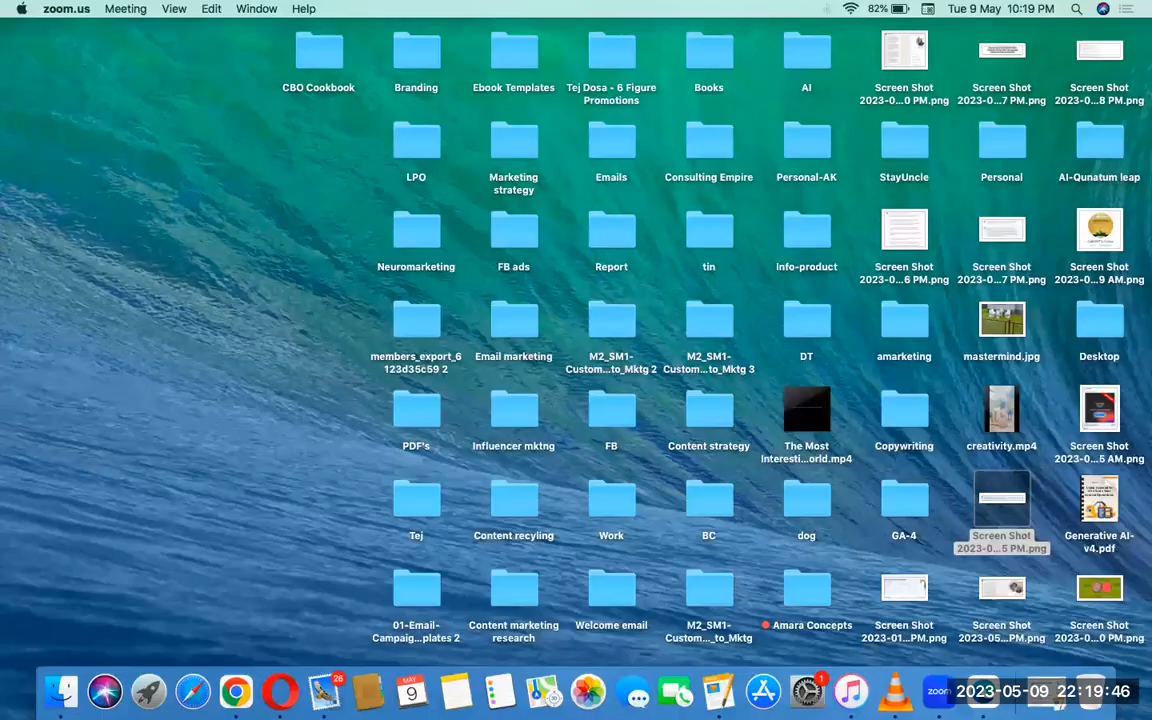 zoom.us Meeting View Edit Window Help 82% Tue 9 May 10:19 PM
CBO Cookbook
Branding
Ebook Templates
Tej Dosa - 6 Figure
Promotions
Books
AI
Screen Shot
2023-0...0 PM.png
Screen Shot
2023-0...7 PM.png
Screen Shot
2023-0...8 PM.png
LPO
Marketing
strategy
Emails
Consulting Empire
Personal-AK
StayUncle
Personal
AI-Qunatum leap
Neuromarketing
FB ads
Report
tin
Info-product
Screen Shot
2023-0...6 PM.png
Screen Shot
2023-0...7 PM.png
Screen Shot
2023-0...9 AM.png
members_export_6
123d35c59 2
Email marketing
M2_SM1-
Custom...to_Mktg 2
M2_SM1-
Custom...to_Mktg 3
DT
amarketing
mastermind.jpg
Desktop
PDF's
Influencer mktng
FB
Content strategy
The Most
Interesti...orld.mp4
Copywriting
creativity.mp4
Screen Shot
2023-0...5 AM.png
Tej
Content recyling
Work
BC
dog
GA-4
Screen Shot
2023-0...5 PM.png
Generative AI-
v4.pdf
01-Email-
Campaig...plates 2
Content marketing
research
Welcome email
M2_SM1-
Custom..._to_Mktg
Amara Concepts
Screen Shot
2023-01...PM.png
Screen Shot
2023-05...PM.png
Screen Shot
2023-0...0 PM.png
26
MAY
9
1
zoom
2023-05-09 22:19:46